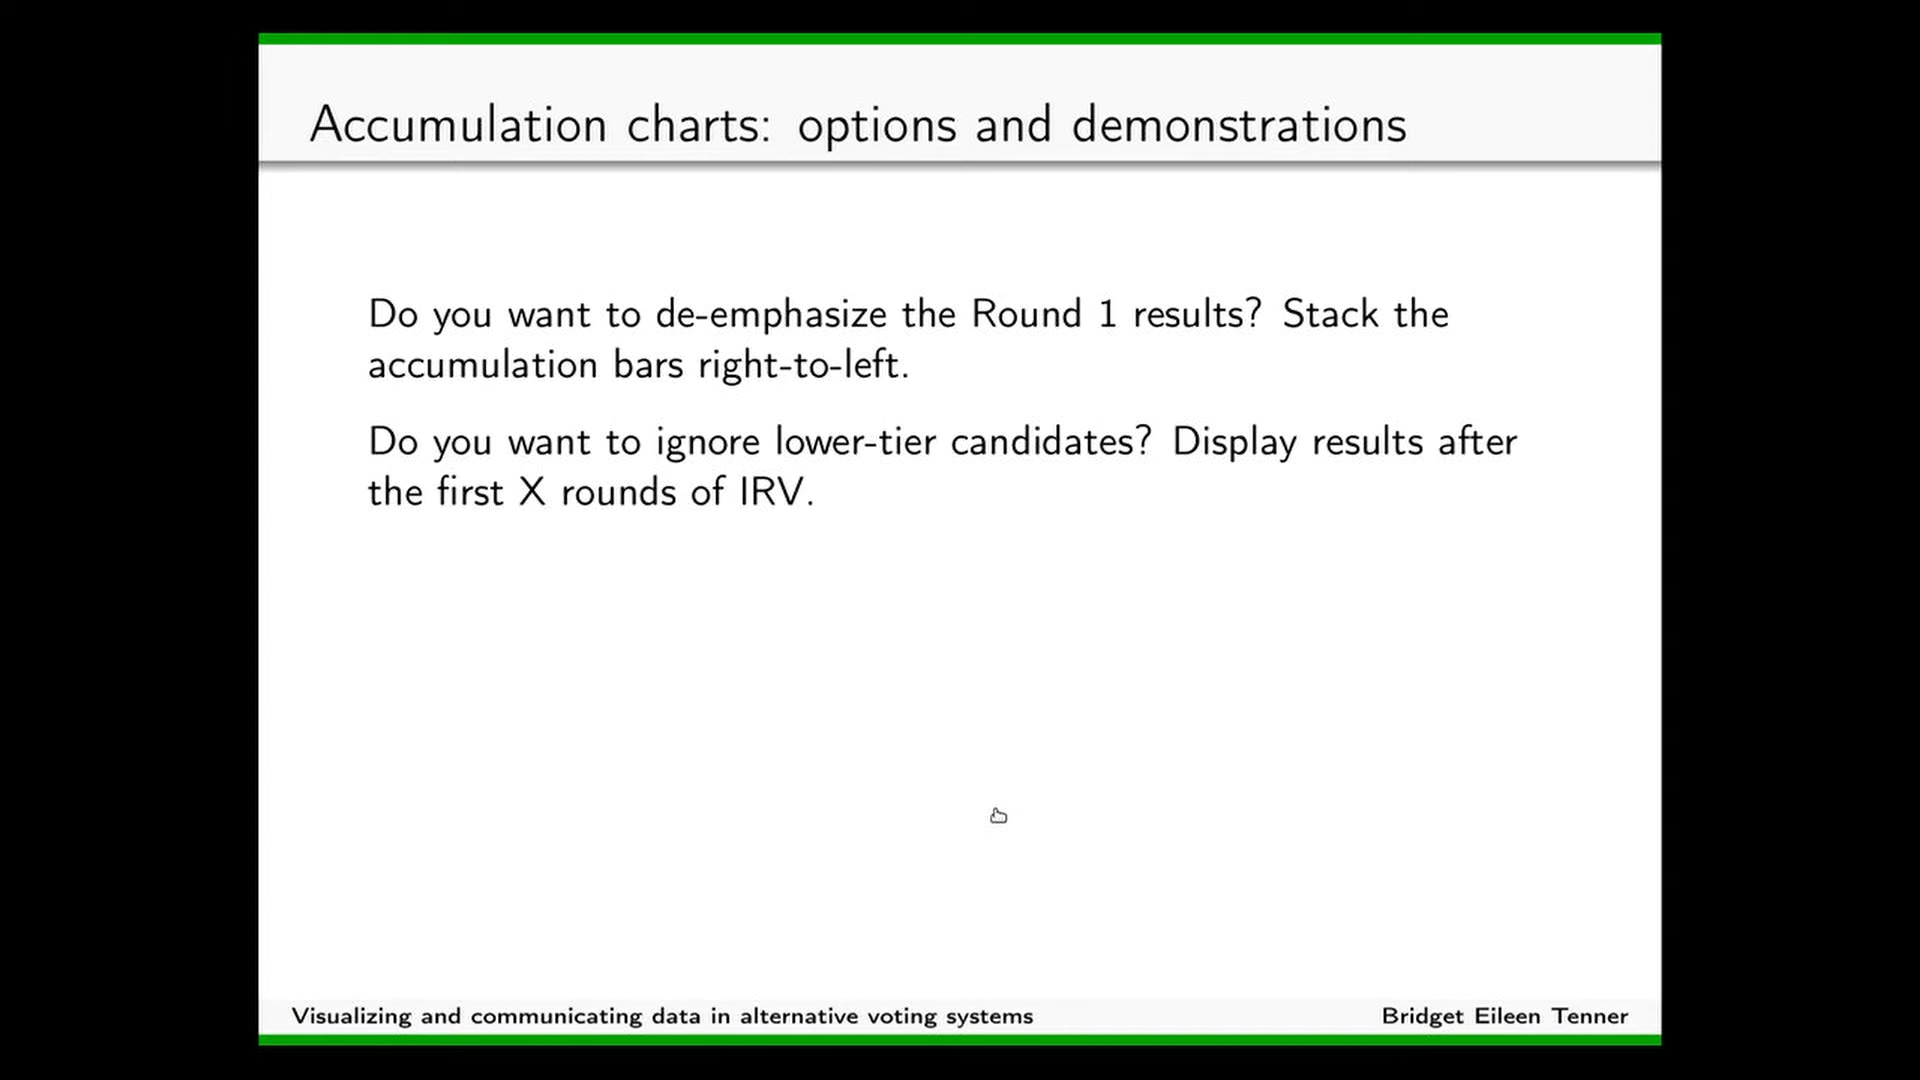 Accumulation charts: options and demonstrations
Do you want to de-emphasize the Round 1 results? Stack the
accumulation bars right-to-left.
Do you want to ignore lower-tier candidates? Display results after
the first X rounds of IRV.
Visualizing and communicating data in alternative voting systems
Bridget Eileen Tenner